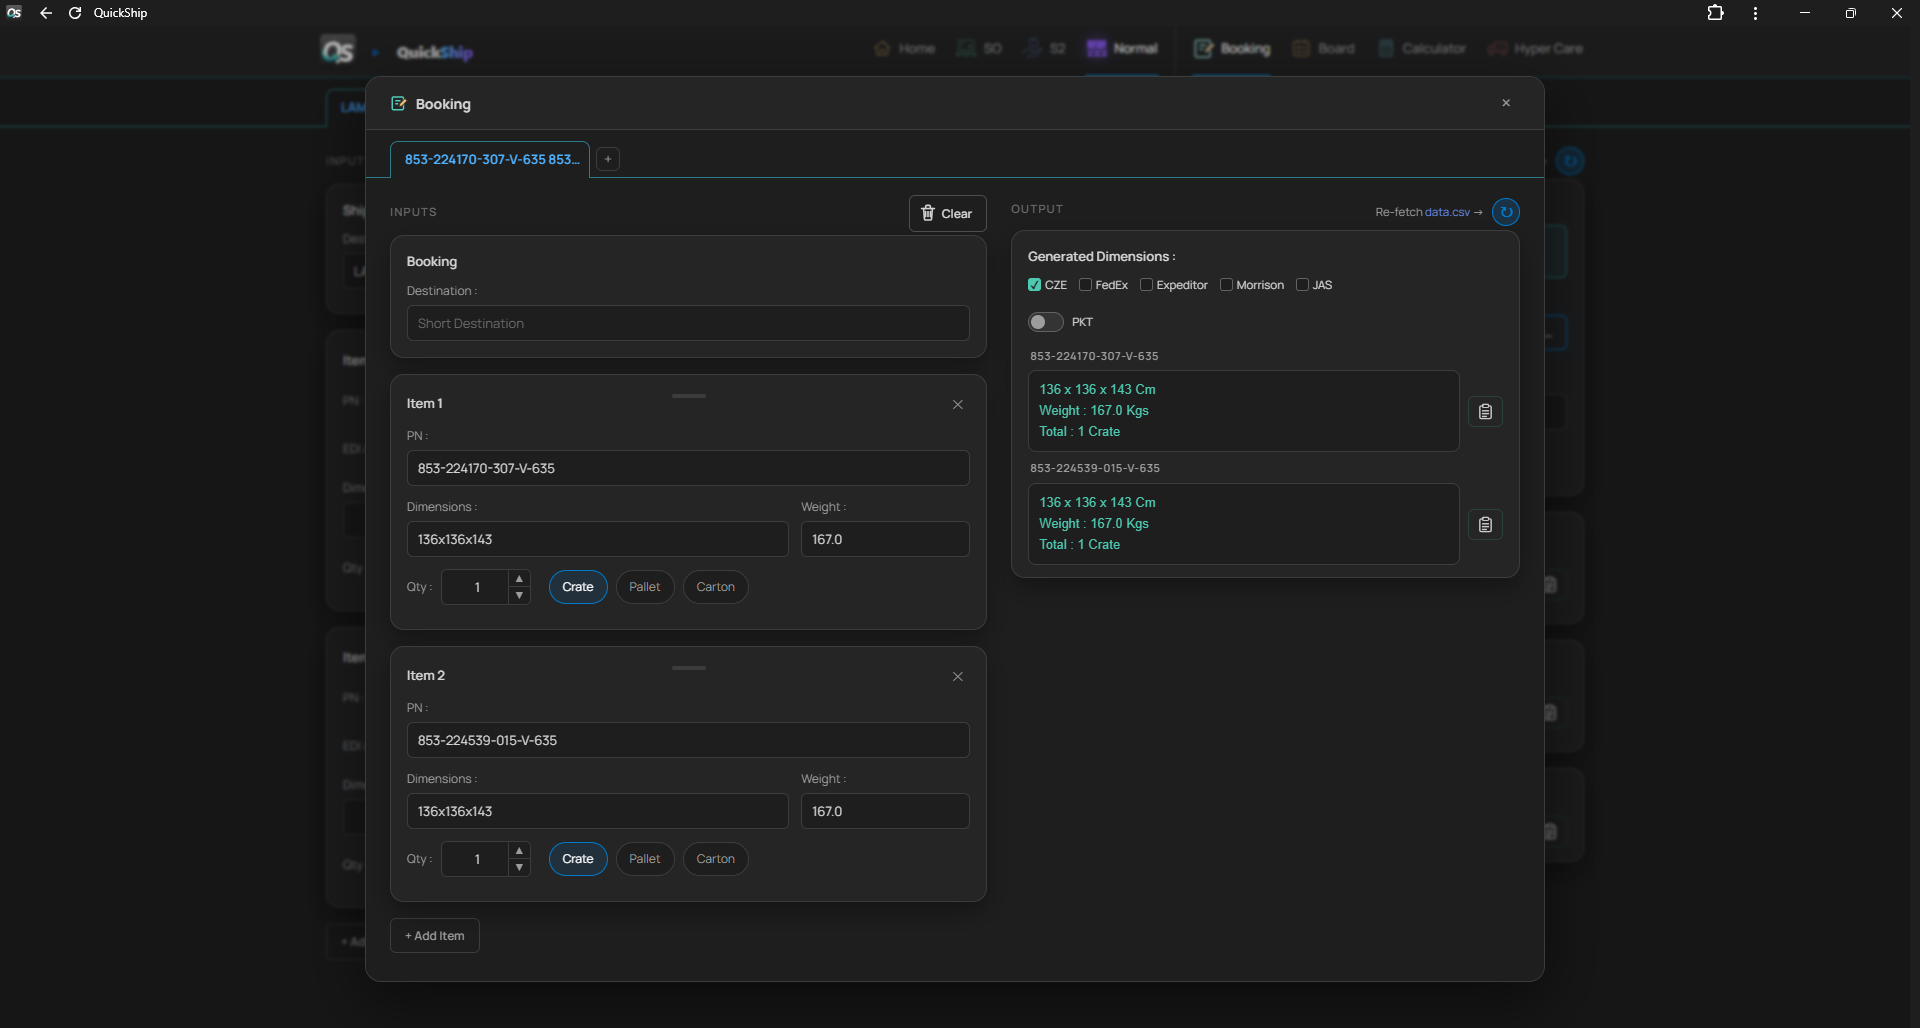 QS QuickShip
QS QuickShip Home SO S2 Normal Booking Board Calculator Hyper Care
Booking
853-224170-307-V-635 853... +
INPUTS
Clear
Booking
Destination :
Short Destination
Item 1
PN :
853-224170-307-V-635
Dimensions : Weight :
136x136x143 167.0
Qty : 1 Crate Pallet Carton
Item 2
PN :
853-224539-015-V-635
Dimensions : Weight :
136x136x143 167.0
Qty : 1 Crate Pallet Carton
+ Add Item
OUTPUT
Re-fetch data.csv →
Generated Dimensions :
CZE FedEx Expeditor Morrison JAS
PKT
853-224170-307-V-635
136 x 136 x 143 Cm
Weight : 167.0 Kgs
Total : 1 Crate
853-224539-015-V-635
136 x 136 x 143 Cm
Weight : 167.0 Kgs
Total : 1 Crate